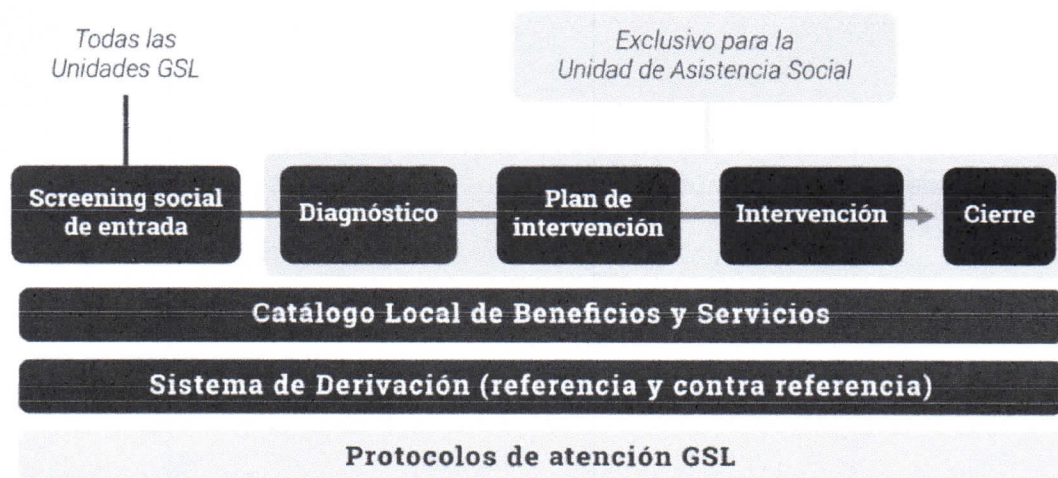 Todas las
Unidades GSL
Exclusivo para la
Unidad de Asistencia Social
Screening social
de entrada
Diagnóstico
Plan de
intervención
Intervención
Cierre
Catálogo Local de Beneficios y Servicios
Sistema de Derivación (referencia y contra referencia)
Protocolos de atención GSL